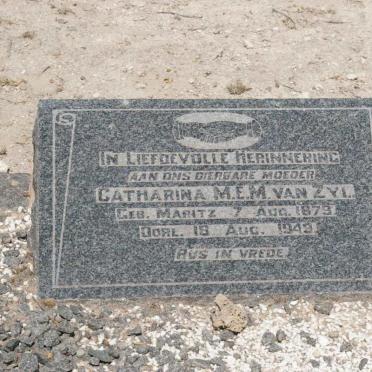 IN LIEFDEVOLLE HERINNERING
AAN ONS DIERBARE MOEDER
CATHARINA M.E.M. VAN ZYL
GEB. MARITZ 7 AUG. 1873
OORL. 16 AUG. 1943
RUS IN VREDE